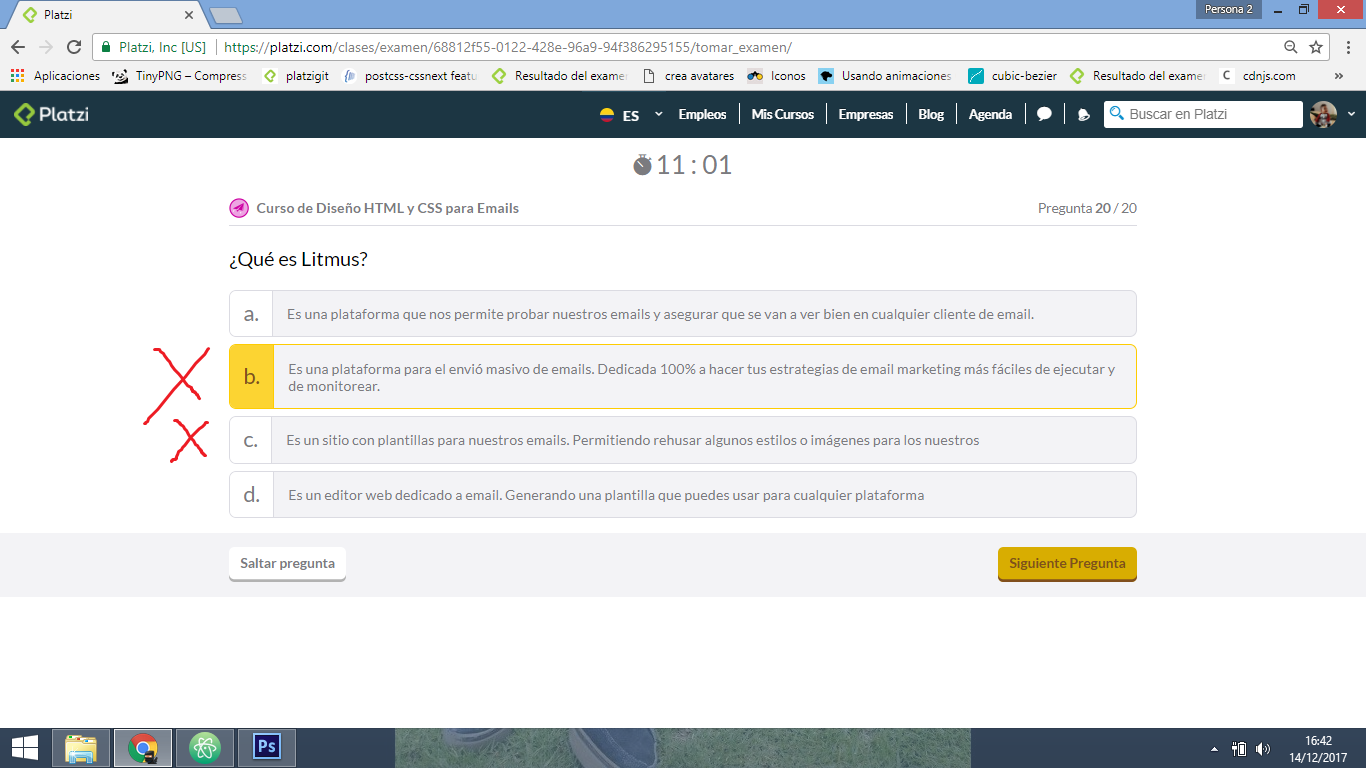 Platzi
Persona 2
Platzi, Inc [US]
https://platzi.com/clases/examen/68812f55-0122-428e-96a9-94f386295155/tomar_examen/
Aplicaciones
TinyPNG – Compress
platzigit
postcss-cssnext featu
Resultado del exame
crea avatares
Iconos
Usando animaciones
cubic-bezier
Resultado del exame
cdnjs.com
»
Platzi
ES
Empleos
Mis Cursos
Empresas
Blog
Agenda
Buscar en Platzi
11 : 01
Curso de Diseño HTML y CSS para Emails
Pregunta 20 / 20
¿Qué es Litmus?
a.
Es una plataforma que nos permite probar nuestros emails y asegurar que se van a ver bien en cualquier cliente de email.
b.
Es una plataforma para el envió masivo de emails. Dedicada 100% a hacer tus estrategias de email marketing más fáciles de ejecutar y
de monitorear.
c.
Es un sitio con plantillas para nuestros emails. Permitiendo rehusar algunos estilos o imágenes para los nuestros
d.
Es un editor web dedicado a email. Generando una plantilla que puedes usar para cualquier plataforma
Saltar pregunta
Siguiente Pregunta
Ps
16:42
14/12/2017